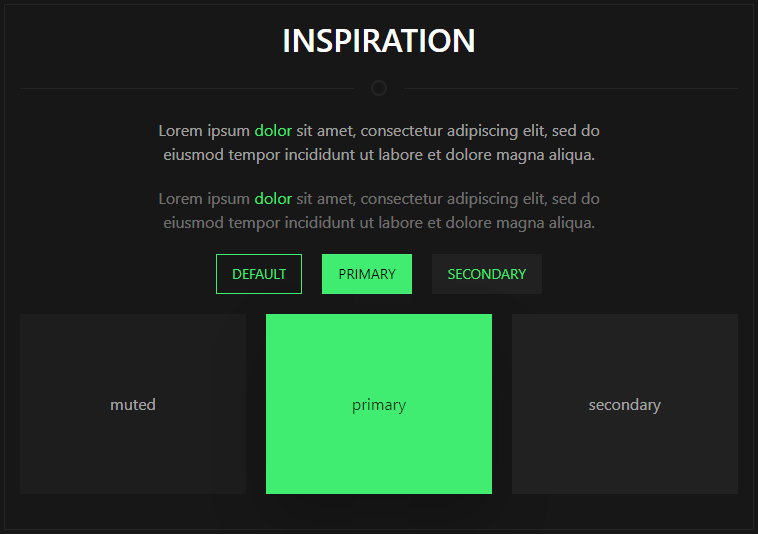 INSPIRATION
Lorem ipsum dolor sit amet, consectetur adipiscing elit, sed do
eiusmod tempor incididunt ut labore et dolore magna aliqua.
Lorem ipsum dolor sit amet, consectetur adipiscing elit, sed do
eiusmod tempor incididunt ut labore et dolore magna aliqua.
DEFAULT PRIMARY SECONDARY
muted primary secondary